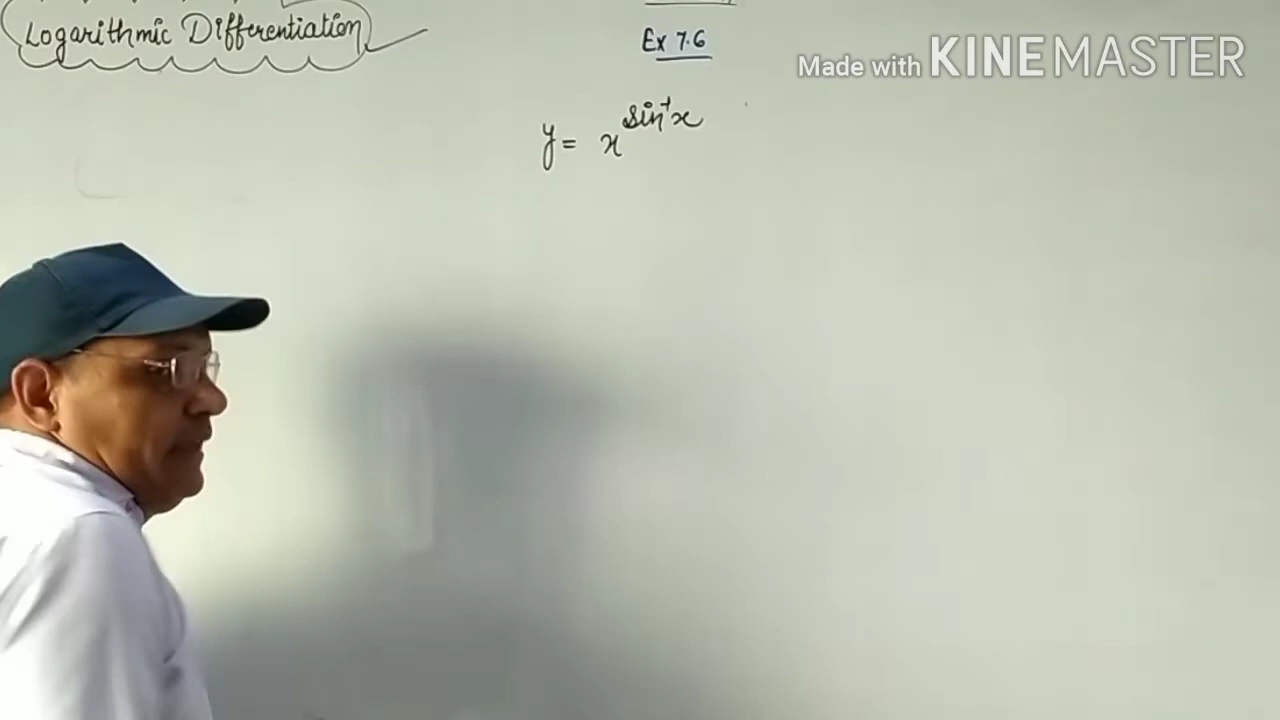 Logarithmic Differentiation
Ex 7.6
Made with KINEMASTER
y = x^sin⁻¹x